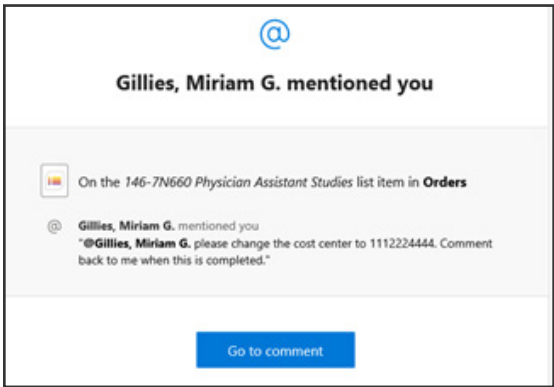 @
Gillies, Miriam G. mentioned you
On the 146-7N660 Physician Assistant Studies list item in Orders
@ Gillies, Miriam G. mentioned you
"@Gillies, Miriam G. please change the cost center to 1112224444. Comment
back to me when this is completed."
Go to comment